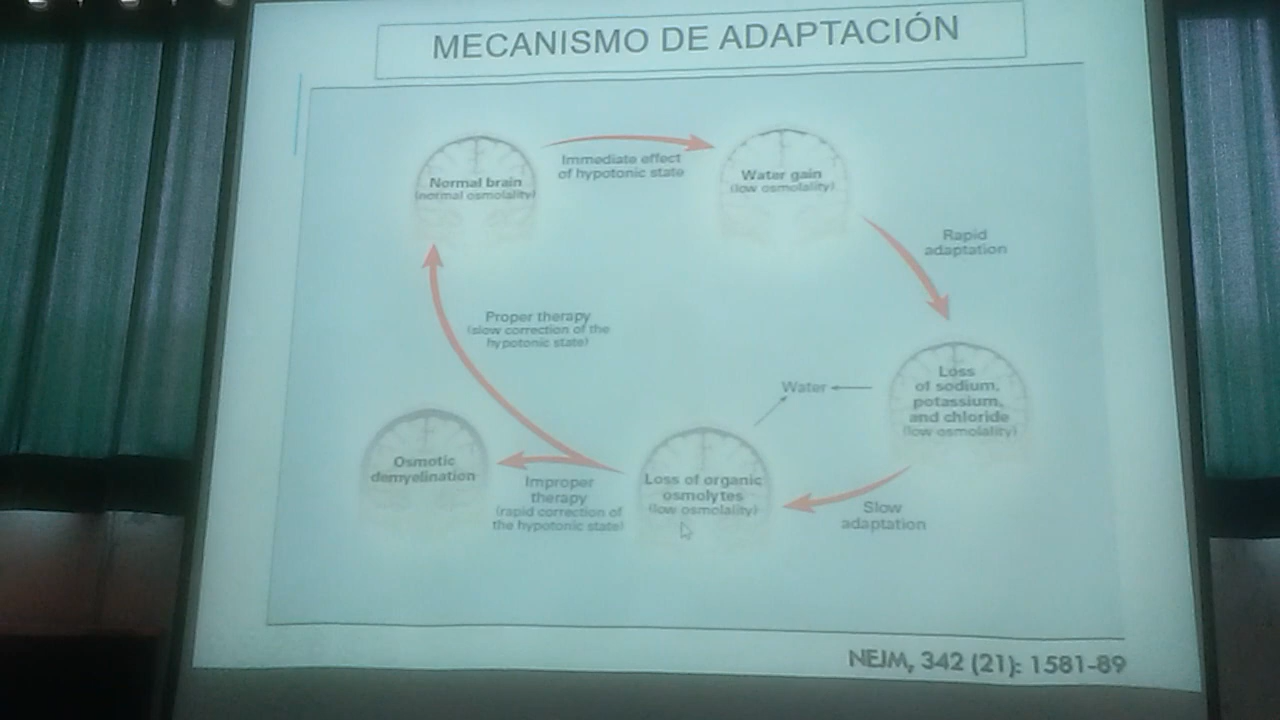 MECANISMO DE ADAPTACIÓN
Normal brain
(normal osmolality)
Immediate effect
of hypotonic state
Water gain
(low osmolality)
Rapid
adaptation
Loss
of sodium,
potassium,
and chloride
(low osmolality)
Water
Slow
adaptation
Loss of organic
osmolytes
(low osmolality)
Proper therapy
(slow correction of the
hypotonic state)
Improper
therapy
(rapid correction of
the hypotonic state)
Osmotic
demyelination
NEJM, 342 (21): 1581-89